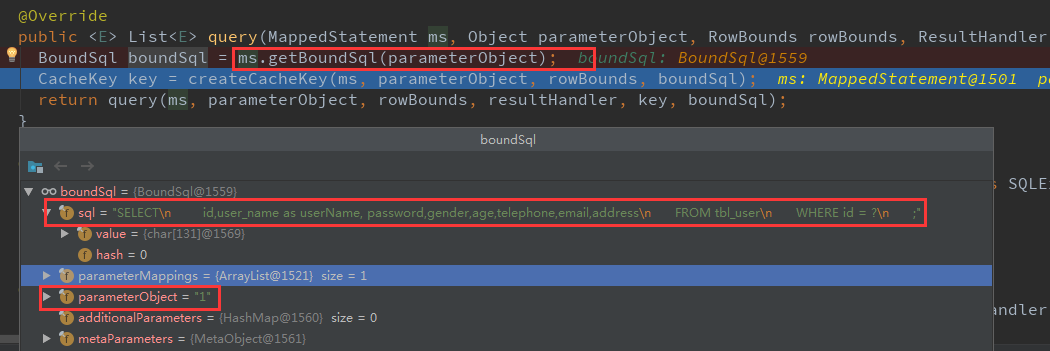 @Override
public <E> List<E> query(MappedStatement ms, Object parameterObject, RowBounds rowBounds, ResultHandler
BoundSql boundSql = ms.getBoundSql(parameterObject); boundSql: BoundSql@1559
CacheKey key = createCacheKey(ms, parameterObject, rowBounds, boundSql); ms: MappedStatement@1501
return query(ms, parameterObject, rowBounds, resultHandler, key, boundSql);
}
boundSql
boundSql = {BoundSql@1559}
sql = "SELECT\n id,user_name as userName, password,gender,age,telephone,email,address\n FROM tbl_user\n WHERE id = ?\n ;"
value = {char[131]@1569}
hash = 0
parameterMappings = {ArrayList@1521} size = 1
parameterObject = "1"
additionalParameters = {HashMap@1560} size = 0
metaParameters = {MetaObject@1561}